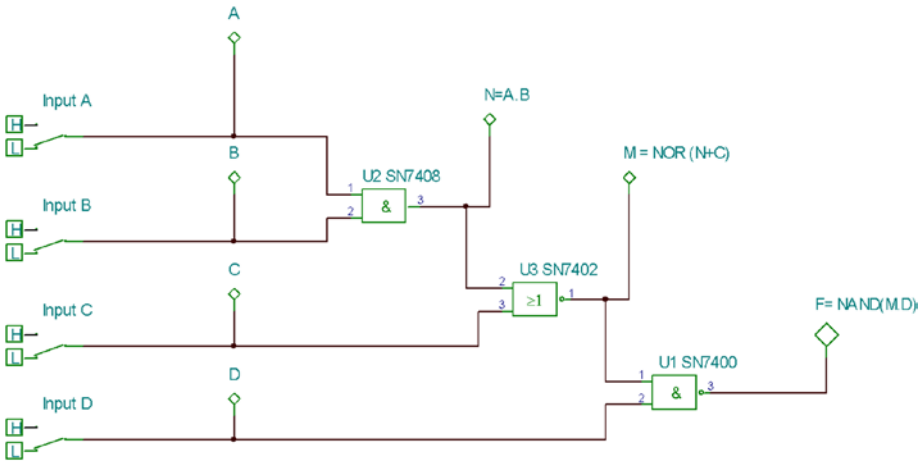 A
Input A
H
L
N=A.B
M = NOR (N+C)
B
U2 SN7408
1
2
3
&
Input B
H
L
C
U3 SN7402
2
3
1
≥1
Input C
H
L
F= NAND(M.D)
D
U1 SN7400
1
2
3
&
Input D
H
L